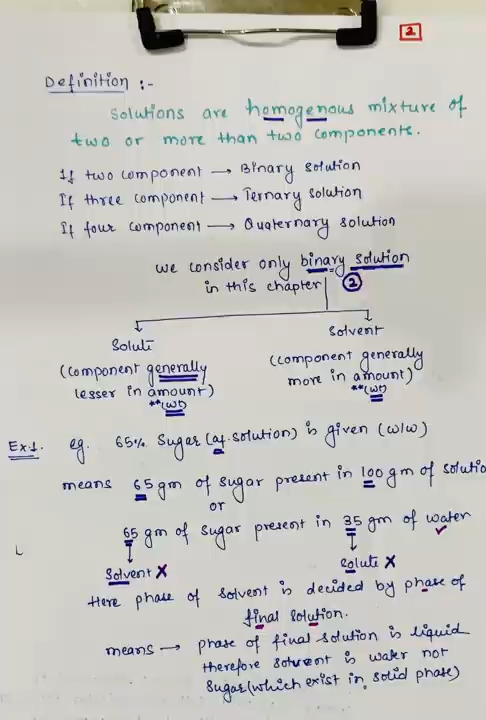 2
Definition :-
Solutions are homogenous mixture of
two or more than two components.
If two component → Binary solution
If three component → Ternary solution
If four component → Quaternary solution
we consider only binary solution
in this chapter 2
Solute
(component generally
lesser in amount)
**(wt)
Solvent
(component generally
more in amount)
**(wt)
Ex:1. eg. 65% Sugar (aq. solution) is given (w/w)
means 65 gm of sugar present in 100 gm of solutio
or
65 gm of sugar present in 35 gm of water ✓
Solvent X
Solute X
Here phase of solvent is decided by phase of
final solution.
means → phase of final solution is liquid
therefore solvent is water not
sugar (which exist in solid phase)